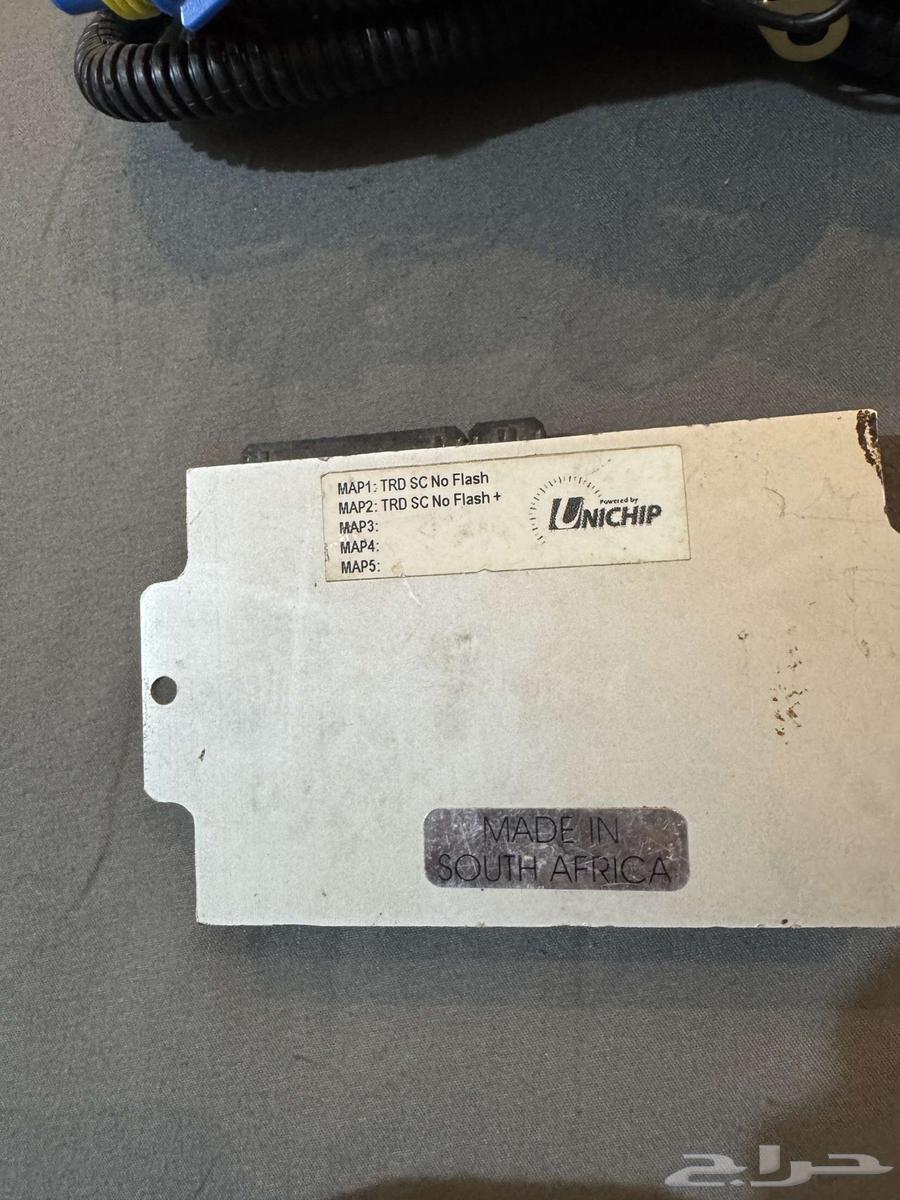 MAP1: TRD SC No Flash
MAP2: TRD SC No Flash +
MAP3:
MAP4:
MAP5:
Powered by
UNICHIP
MADE IN
SOUTH AFRICA
حراج